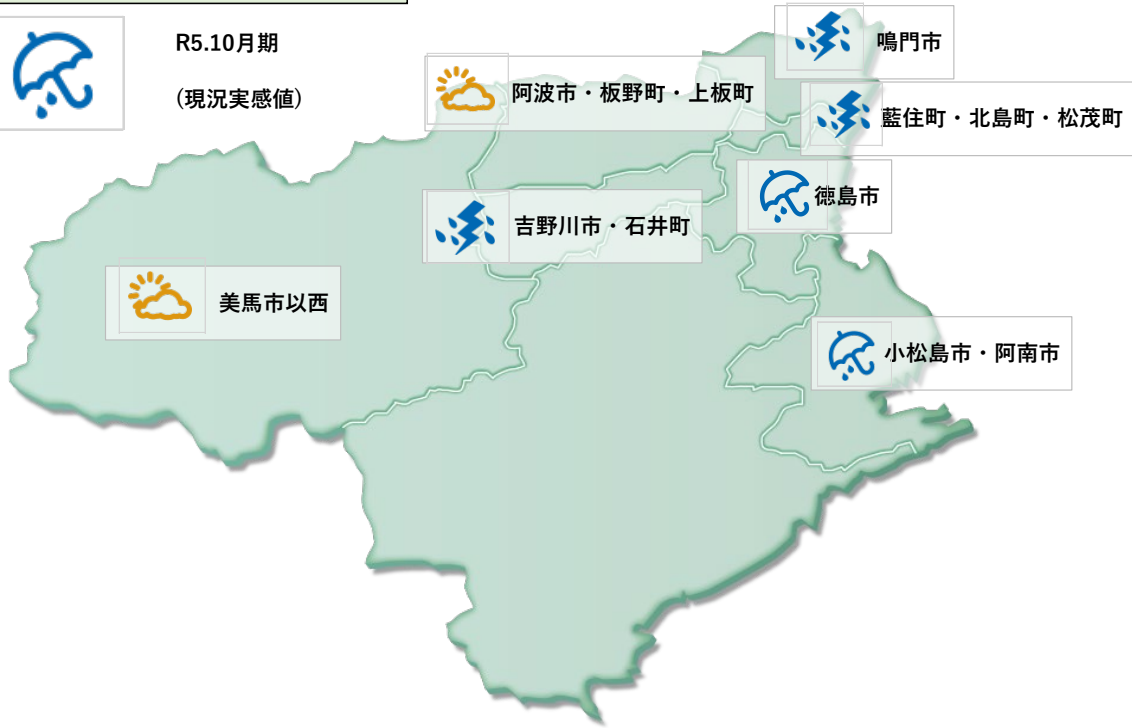 R5.10月期
(現況実感値)
鳴門市
阿波市・板野町・上板町
藍住町・北島町・松茂町
徳島市
吉野川市・石井町
美馬市以西
小松島市・阿南市